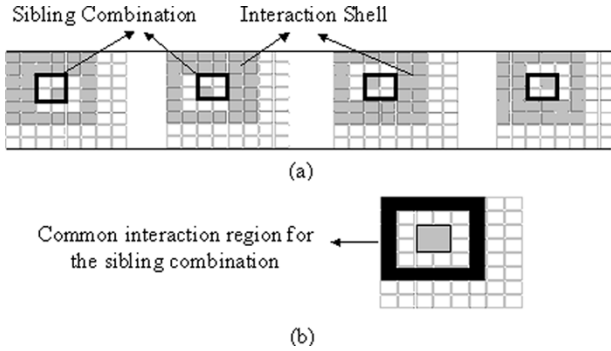 Sibling Combination
Interaction Shell
(a)
Common interaction region for
the sibling combination
(b)